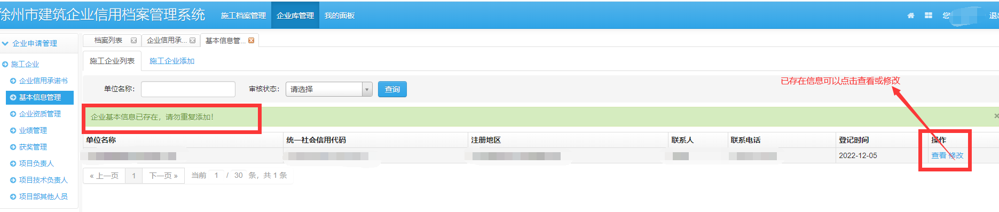 徐州市建筑企业信用档案管理系统 施工档案管理 企业库管理 我的面板 您 退出
企业申请管理
施工企业
企业信用承诺书
基本信息管理
企业资质管理
业绩管理
获奖管理
项目负责人
项目技术负责人
项目部其他人员
档案列表 企业信用承... 基本信息管...
施工企业列表 施工企业添加
单位名称： 审核状态： 请选择 查询
已存在信息可以点击查看或修改
企业基本信息已存在，请勿重复添加！
单位名称 统一社会信用代码 注册地区 联系人 联系电话 登记时间 操作
2022-12-05 查看 修改
« 上一页 1 下一页 » 当前 1 / 30 条，共 1 条